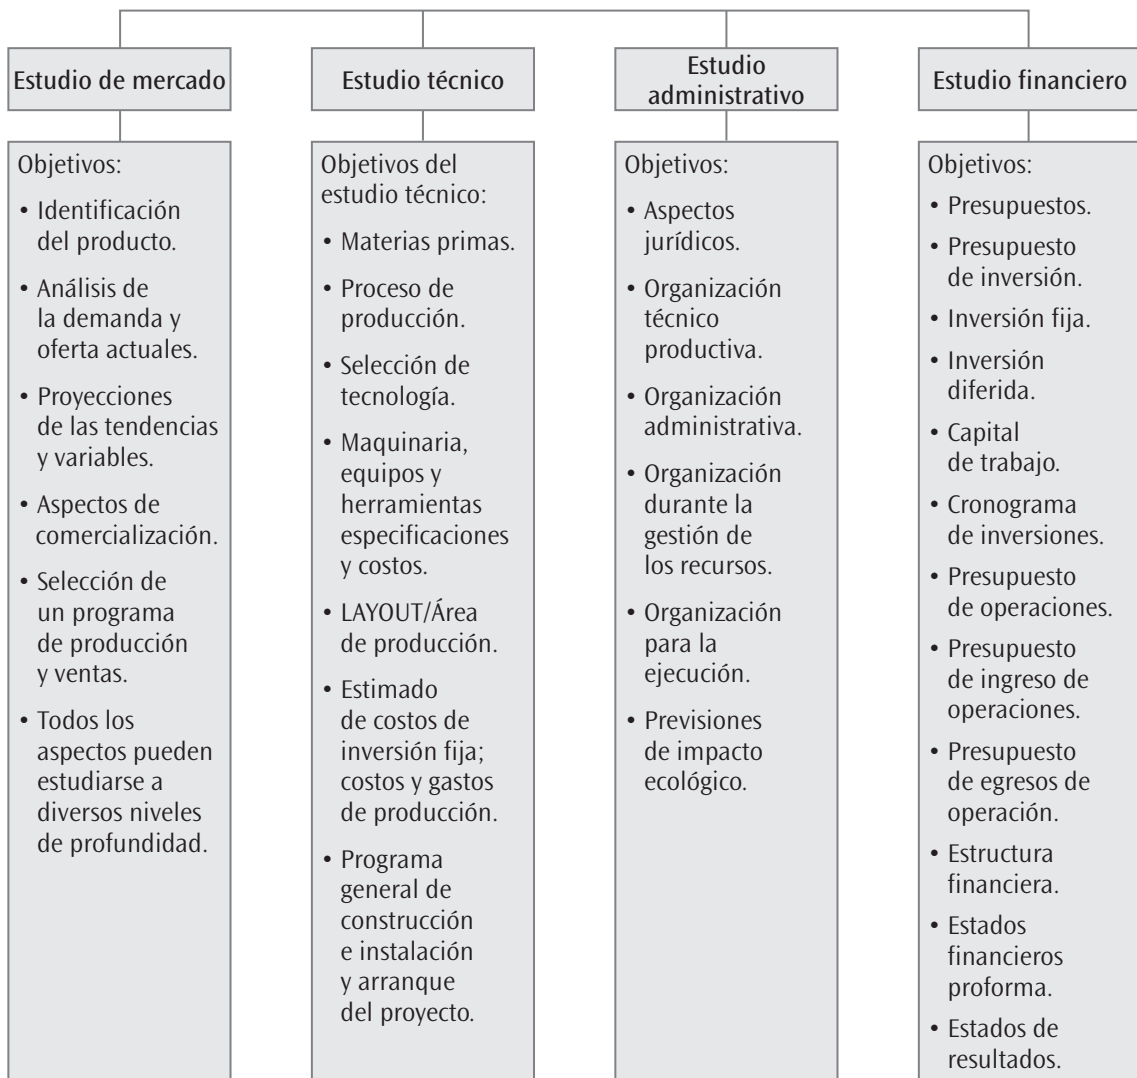 Estudio de mercado
Objetivos:
• Identificación
del producto.
• Análisis de
la demanda y
oferta actuales.
• Proyecciones
de las tendencias
y variables.
• Aspectos de
comercialización.
• Selección de
un programa
de producción
y ventas.
• Todos los
aspectos pueden
estudiarse a
diversos niveles
de profundidad.
Estudio técnico
Objetivos del
estudio técnico:
• Materias primas.
• Proceso de
producción.
• Selección de
tecnología.
• Maquinaria,
equipos y
herramientas
especificaciones
y costos.
• LAYOUT/Área
de producción.
• Estimado
de costos de
inversión fija;
costos y gastos
de producción.
• Programa
general de
construcción
e instalación
y arranque
del proyecto.
Estudio
administrativo
Objetivos:
• Aspectos
jurídicos.
• Organización
técnico
productiva.
• Organización
administrativa.
• Organización
durante la
gestión de
los recursos.
• Organización
para la
ejecución.
• Previsiones
de impacto
ecológico.
Estudio financiero
Objetivos:
• Presupuestos.
• Presupuesto
de inversión.
• Inversión fija.
• Inversión
diferida.
• Capital
de trabajo.
• Cronograma
de inversiones.
• Presupuesto
de operaciones.
• Presupuesto
de ingreso de
operaciones.
• Presupuesto
de egresos de
operación.
• Estructura
financiera.
• Estados
financieros
proforma.
• Estados de
resultados.